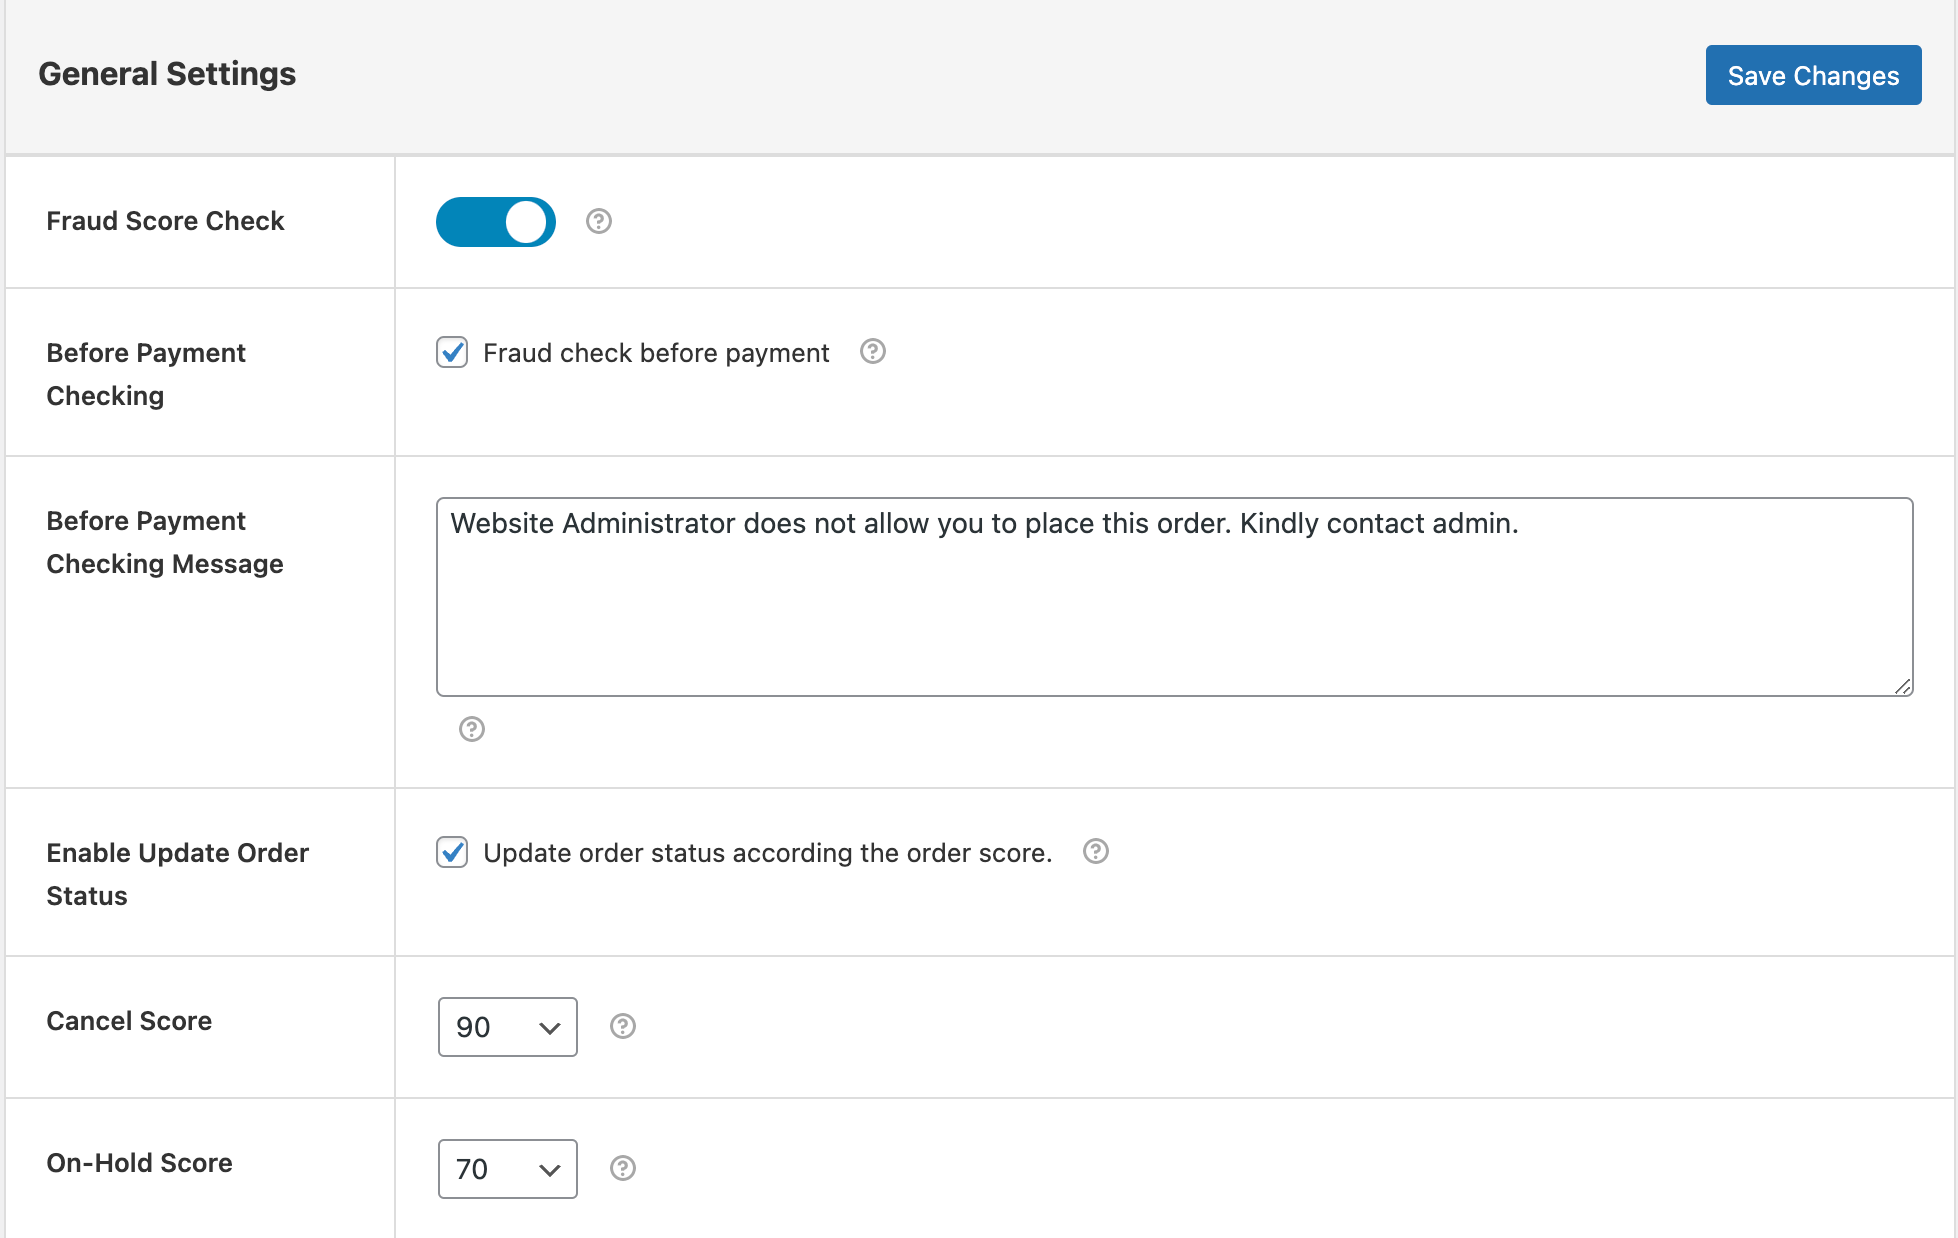 General Settings
Save Changes
Fraud Score Check
Before Payment
Checking
Fraud check before payment
Before Payment
Checking Message
Website Administrator does not allow you to place this order. Kindly contact admin.
Enable Update Order
Status
Update order status according the order score.
Cancel Score
90
On-Hold Score
70